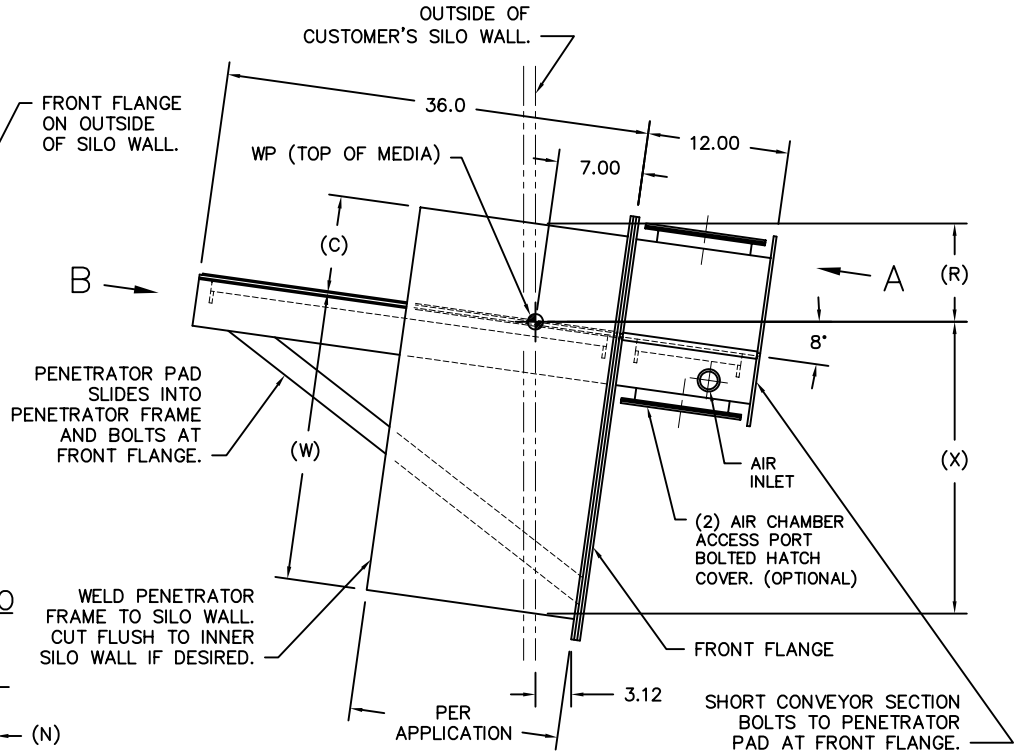 OUTSIDE OF
CUSTOMER'S SILO WALL.
FRONT FLANGE
ON OUTSIDE
OF SILO WALL.
36.0
12.00
WP (TOP OF MEDIA)
7.00
(C)
(R)
B
A
8°
PENETRATOR PAD
SLIDES INTO
PENETRATOR FRAME
AND BOLTS AT
FRONT FLANGE.
(W)
(X)
AIR
INLET
(2) AIR CHAMBER
ACCESS PORT
BOLTED HATCH
COVER. (OPTIONAL)
WELD PENETRATOR
FRAME TO SILO WALL.
CUT FLUSH TO INNER
SILO WALL IF DESIRED.
FRONT FLANGE
3.12
PER
APPLICATION
SHORT CONVEYOR SECTION
BOLTS TO PENETRATOR
PAD AT FRONT FLANGE.
(N)